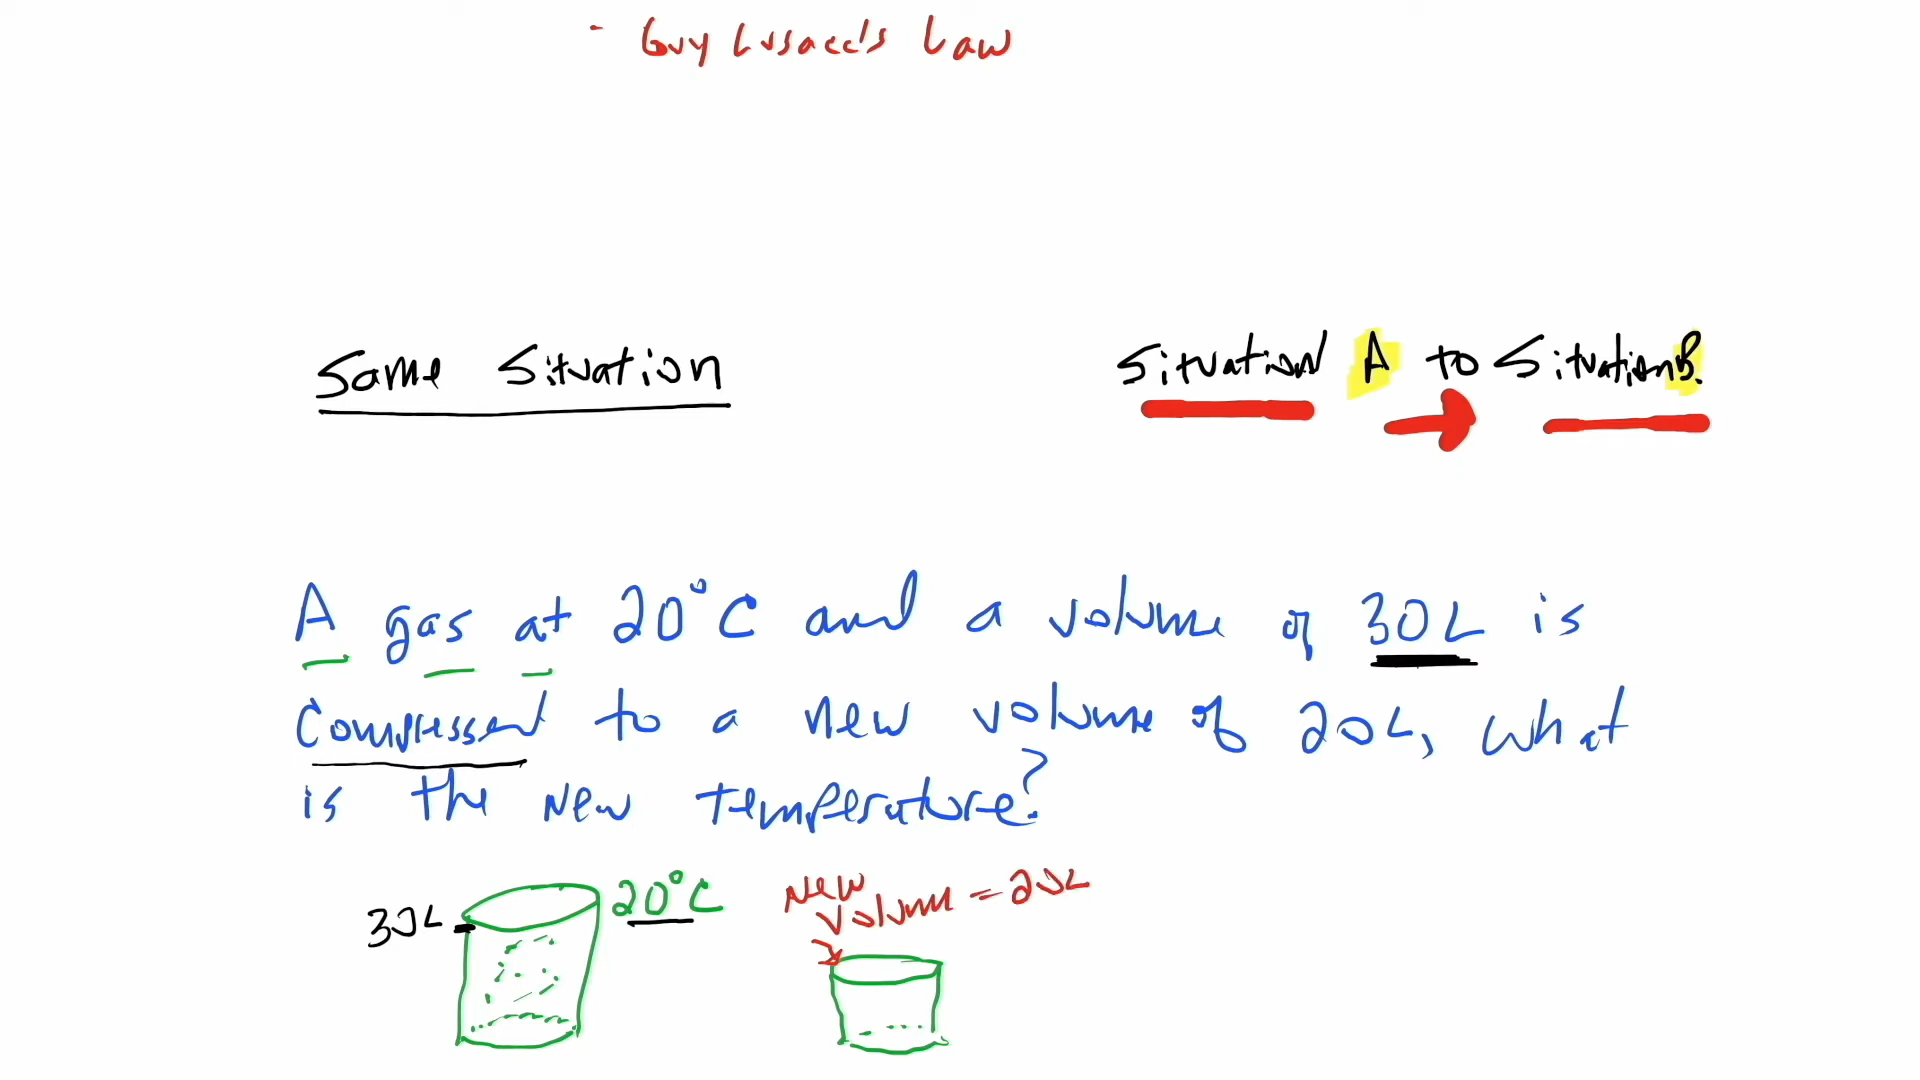 - Guy Lusacc's Law
Same Situation
Situation A to Situation B.
A gas at 20°C and a volume of 30L is
Compressed to a new volume of 20L, what
is the New Temperature?
30L
20°C
New
Volume = 20L